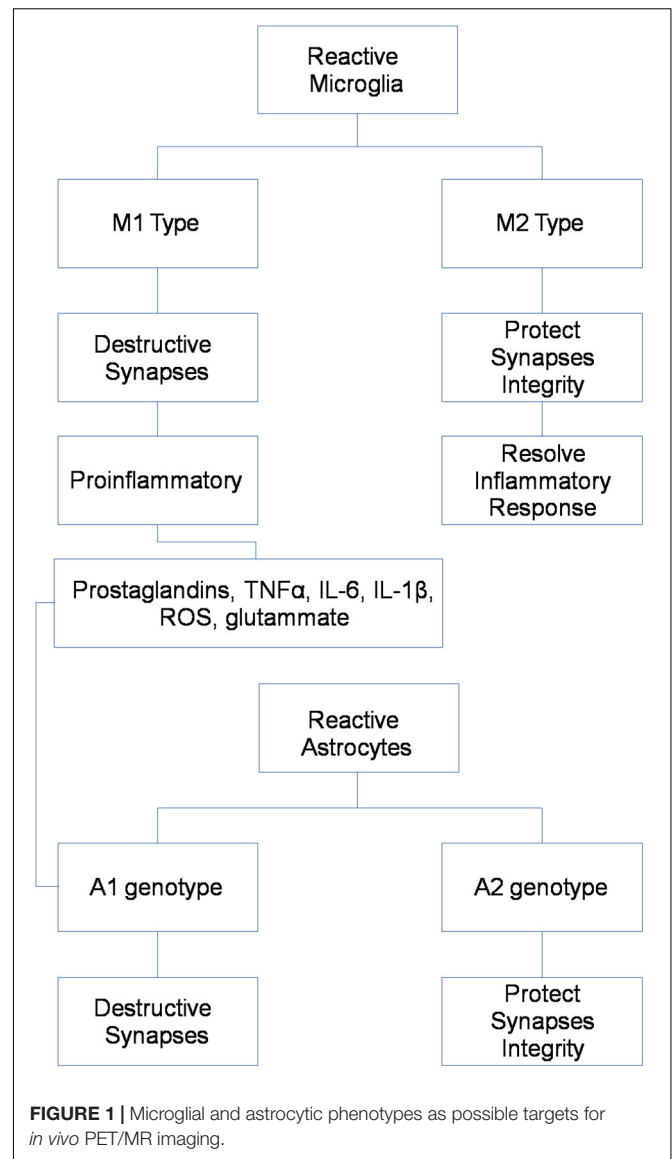 Reactive
Microglia
M1 Type
M2 Type
Destructive
Synapses
Protect
Synapses
Integrity
Proinflammatory
Resolve
Inflammatory
Response
Prostaglandins, TNFα, IL-6, IL-1β,
ROS, glutammate
Reactive
Astrocytes
A1 genotype
A2 genotype
Destructive
Synapses
Protect
Synapses
Integrity
FIGURE 1 | Microglial and astrocytic phenotypes as possible targets for
in vivo PET/MR imaging.